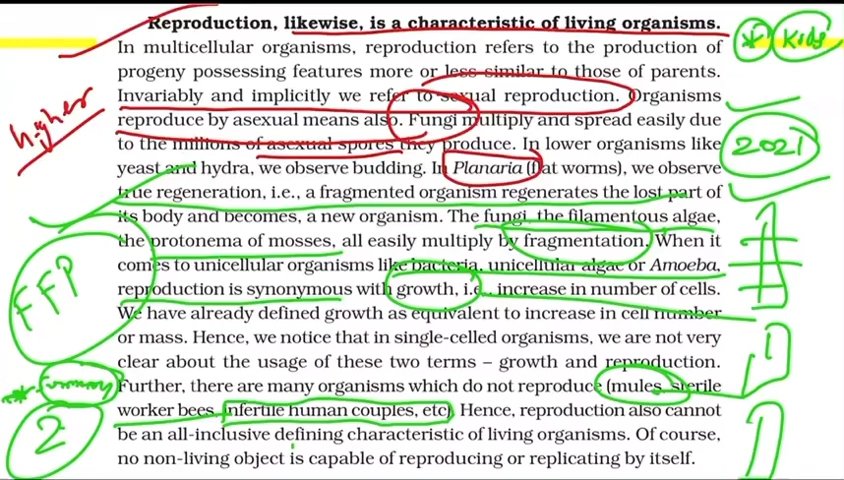 Reproduction, likewise, is a characteristic of living organisms.
In multicellular organisms, reproduction refers to the production of
progeny possessing features more or less similar to those of parents.
Invariably and implicitly we refer to sexual reproduction. Organisms
reproduce by asexual means also. Fungi multiply and spread easily due
to the millions of asexual spores they produce. In lower organisms like
yeast and hydra, we observe budding. In Planaria (flat worms), we observe
true regeneration, i.e., a fragmented organism regenerates the lost part of
its body and becomes, a new organism. The fungi, the filamentous algae,
the protonema of mosses, all easily multiply by fragmentation. When it
comes to unicellular organisms like bacteria, unicellular algae or Amoeba,
reproduction is synonymous with growth, i.e., increase in number of cells.
We have already defined growth as equivalent to increase in cell number
or mass. Hence, we notice that in single-celled organisms, we are not very
clear about the usage of these two terms – growth and reproduction.
Further, there are many organisms which do not reproduce (mules, sterile
worker bees, infertile human couples, etc). Hence, reproduction also cannot
be an all-inclusive defining characteristic of living organisms. Of course,
no non-living object is capable of reproducing or replicating by itself.
Kids
higher
2021
FFP
2